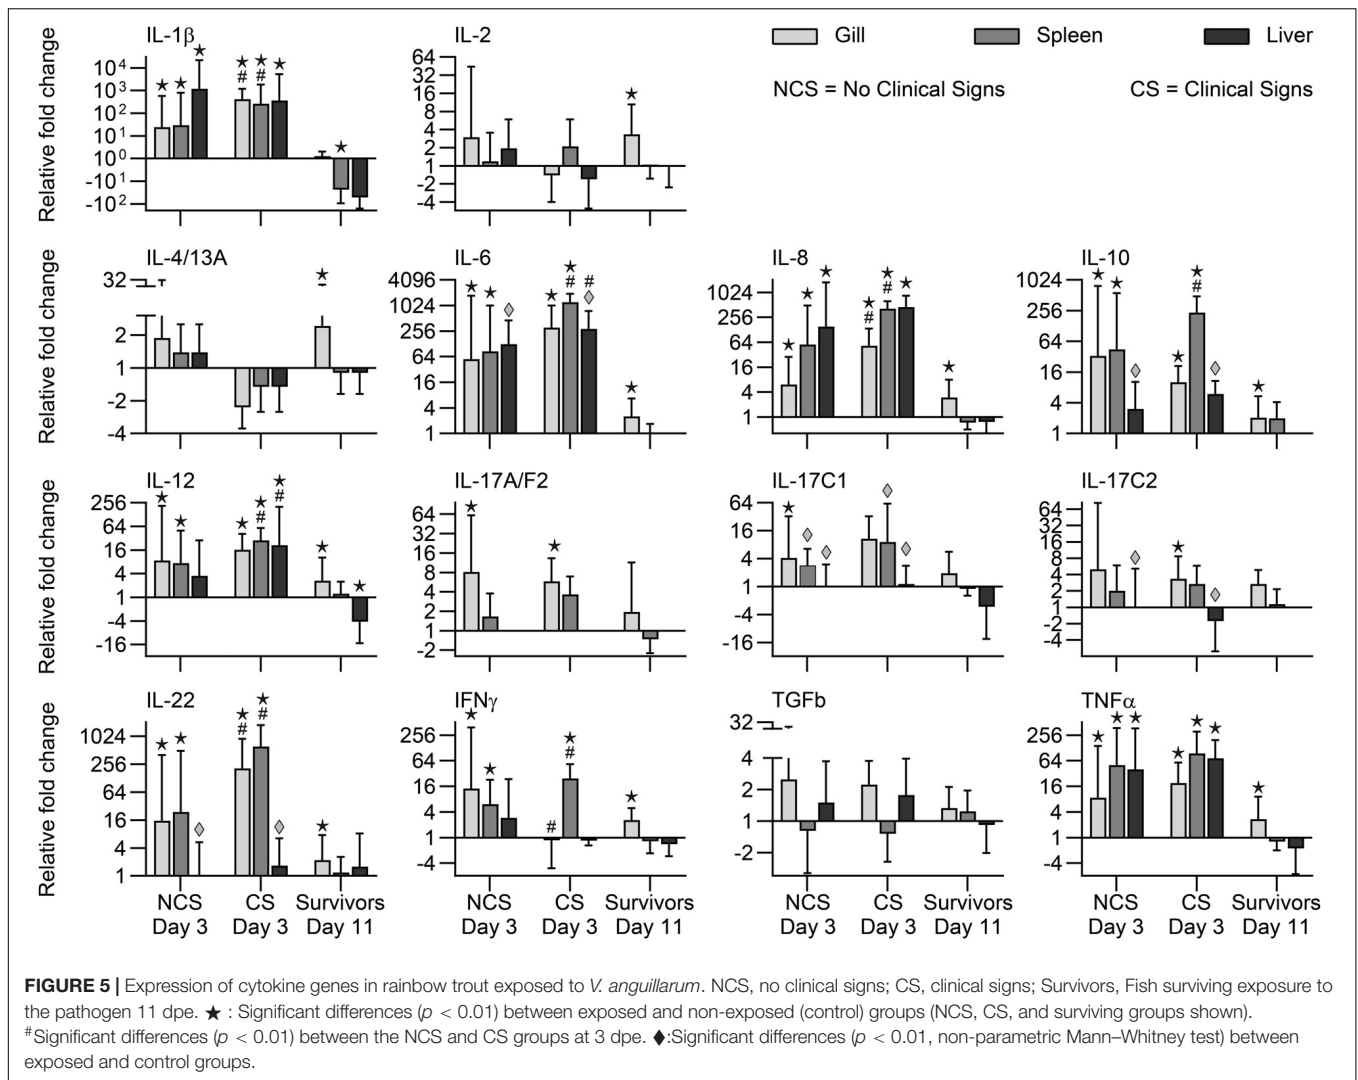 IL-1β
IL-2
Gill
Spleen
Liver
NCS = No Clinical Signs
CS = Clinical Signs
Relative fold change
10⁴
10³
10²
10¹
10⁰
-10¹
-10²
★ ★ ★ ★ # ★ # ★ ★
64
32
16
8
4
2
1
-2
-4
★
Relative fold change
IL-4/13A
32
2
1
-2
-4
★
IL-6
4096
1024
256
64
16
4
1
★ ★ ◊ ★ ★ # # ◊ ★
IL-8
1024
256
64
16
4
1
★ ★ ★ ★ # ★ # ★ ★
IL-10
1024
256
64
16
4
1
★ ★ ◊ ★ ★ # ◊ ★
Relative fold change
IL-12
256
64
16
4
1
-4
-16
★ ★ ★ ★ # ★ # ★ ★
IL-17A/F2
64
32
16
8
4
2
1
-2
★ ★
IL-17C1
64
16
4
1
-4
-16
★ ◊ ◊ ◊ ◊
IL-17C2
64
32
16
8
4
2
1
-2
-4
◊ ★ ◊
Relative fold change
IL-22
1024
256
64
16
4
1
★ ★ ◊ ★ # ★ # ◊ ★
NCS CS Survivors
Day 3 Day 3 Day 11
IFNγ
256
64
16
4
1
-4
★ ★ # ★ # ★
NCS CS Survivors
Day 3 Day 3 Day 11
TGFb
32
4
2
1
-2
NCS CS Survivors
Day 3 Day 3 Day 11
TNFα
256
64
16
4
1
-4
★ ★ ★ ★ ★ ★ ★
NCS CS Survivors
Day 3 Day 3 Day 11
FIGURE 5 | Expression of cytokine genes in rainbow trout exposed to V. anguillarum. NCS, no clinical signs; CS, clinical signs; Survivors, Fish surviving exposure to
the pathogen 11 dpe. ★ : Significant differences (p < 0.01) between exposed and non-exposed (control) groups (NCS, CS, and surviving groups shown).
#Significant differences (p < 0.01) between the NCS and CS groups at 3 dpe. ♦:Significant differences (p < 0.01, non-parametric Mann–Whitney test) between
exposed and control groups.